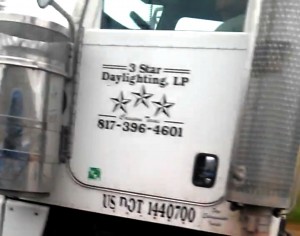 3 Star
Daylighting, LP
817-396-4601
US DOT 1440700